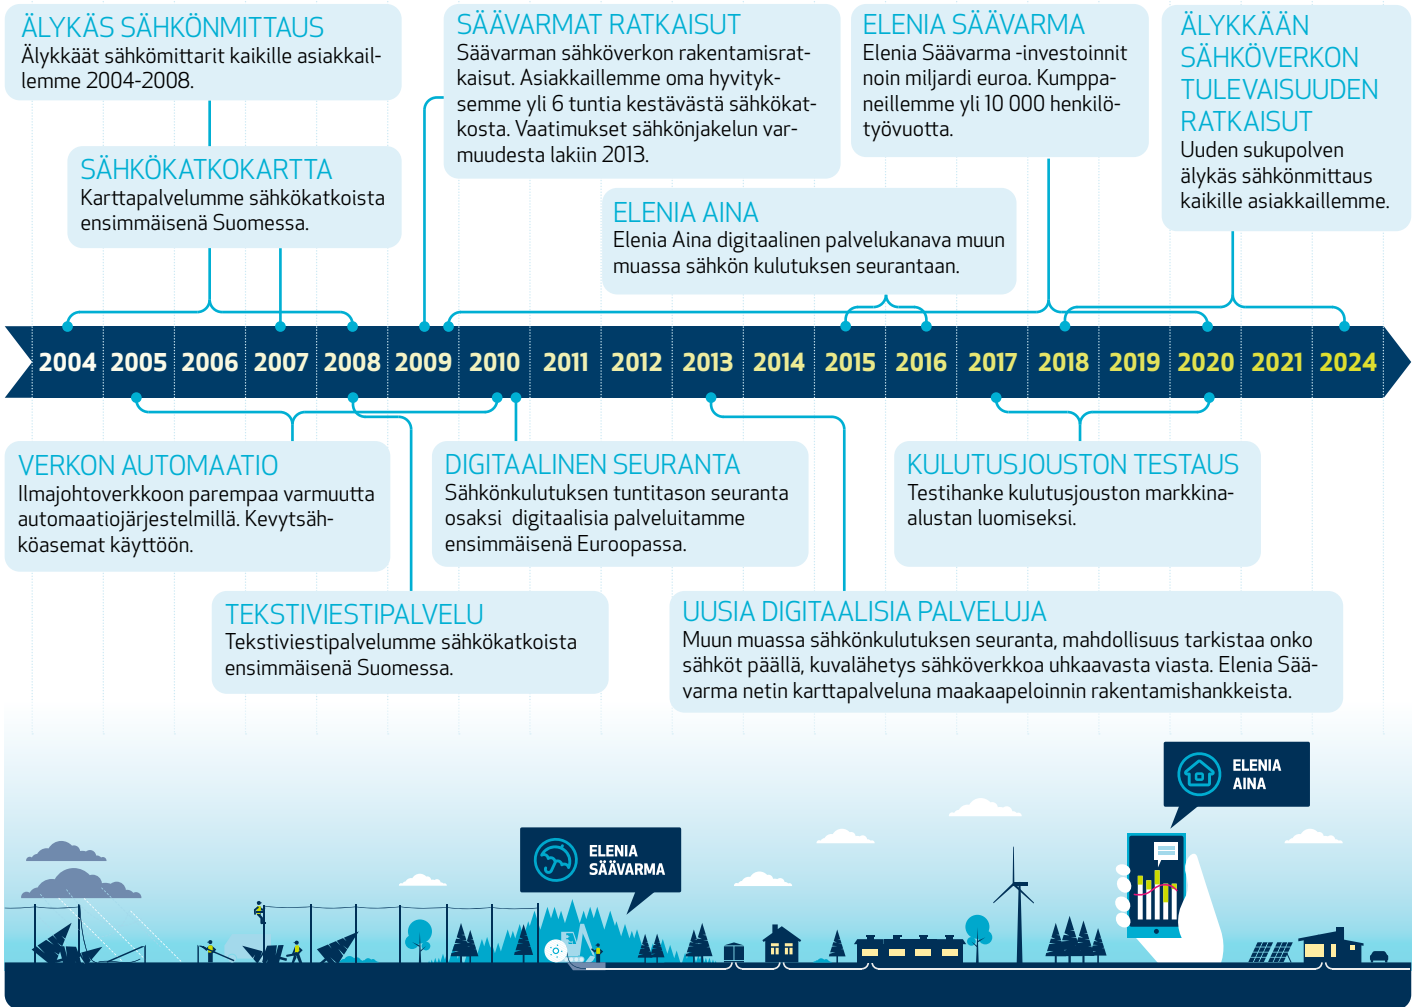 ÄLYKÄS SÄHKÖNMITTAUS
Älykkäät sähkömittarit kaikille asiakkail-
lemme 2004-2008.
SÄHKÖKATKOKARTTA
Karttapalvelumme sähkökatkoista
ensimmäisenä Suomessa.
SÄÄVARMAT RATKAISUT
Säävarman sähköverkon rakentamisrat-
kaisut. Asiakkaillemme oma hyvityk-
semme yli 6 tuntia kestävästä sähkökat-
kosta. Vaatimukset sähkönjakelun var-
muudesta lakiin 2013.
ELENIA AINA
Elenia Aina digitaalinen palvelukanava muun
muassa sähkön kulutuksen seurantaan.
ELENIA SÄÄVARMA
Elenia Säävarma -investoinnit
noin miljardi euroa. Kumppa-
neillemme yli 10 000 henkilö-
työvuotta.
ÄLYKKÄÄN
SÄHKÖVERKON
TULEVAISUUDEN
RATKAISUT
Uuden sukupolven
älykäs sähkönmittaus
kaikille asiakkaillemme.
2004 2005 2006 2007 2008 2009 2010 2011 2012 2013 2014 2015 2016 2017 2018 2019 2020 2021 2024
VERKON AUTOMAATIO
Ilmajohtoverkkoon parempaa varmuutta
automaatiojärjestelmillä. Kevytsäh-
köasemat käyttöön.
DIGITAALINEN SEURANTA
Sähkönkulutuksen tuntitason seuranta
osaksi  digitaalisia palveluitamme
ensimmäisenä Euroopassa.
KULUTUSJOUSTON TESTAUS
Testihanke kulutusjouston markkina-
alustan luomiseksi.
TEKSTIVIESTIPALVELU
Tekstiviestipalvelumme sähkökatkoista
ensimmäisenä Suomessa.
UUSIA DIGITAALISIA PALVELUJA
Muun muassa sähkönkulutuksen seuranta, mahdollisuus tarkistaa onko
sähköt päällä, kuvalähetys sähköverkkoa uhkaavasta viasta. Elenia Sää-
varma netin karttapalveluna maakaapeloinnin rakentamishankkeista.
ELENIA
AINA
ELENIA
SÄÄVARMA